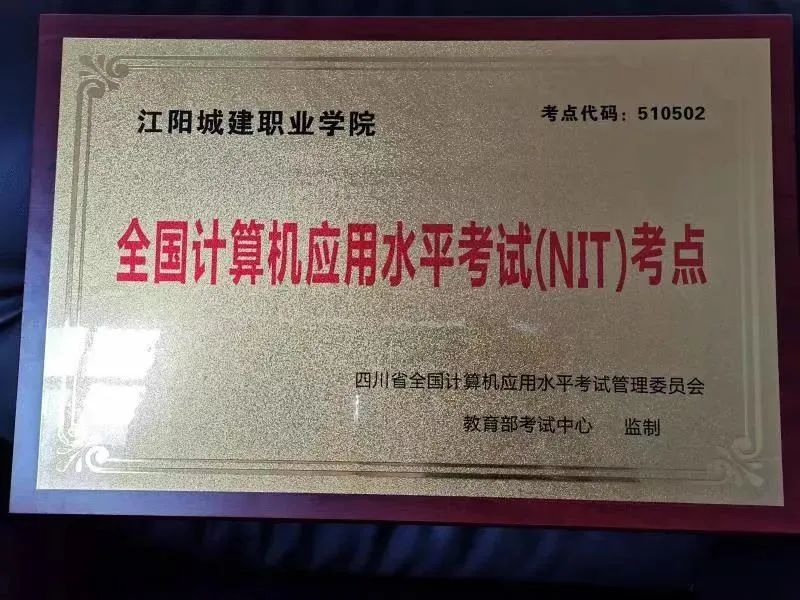 江阳城建职业学院
考点代码：510502
全国计算机应用水平考试(NIT)考点
四川省全国计算机应用水平考试管理委员会
教育部考试中心 监制